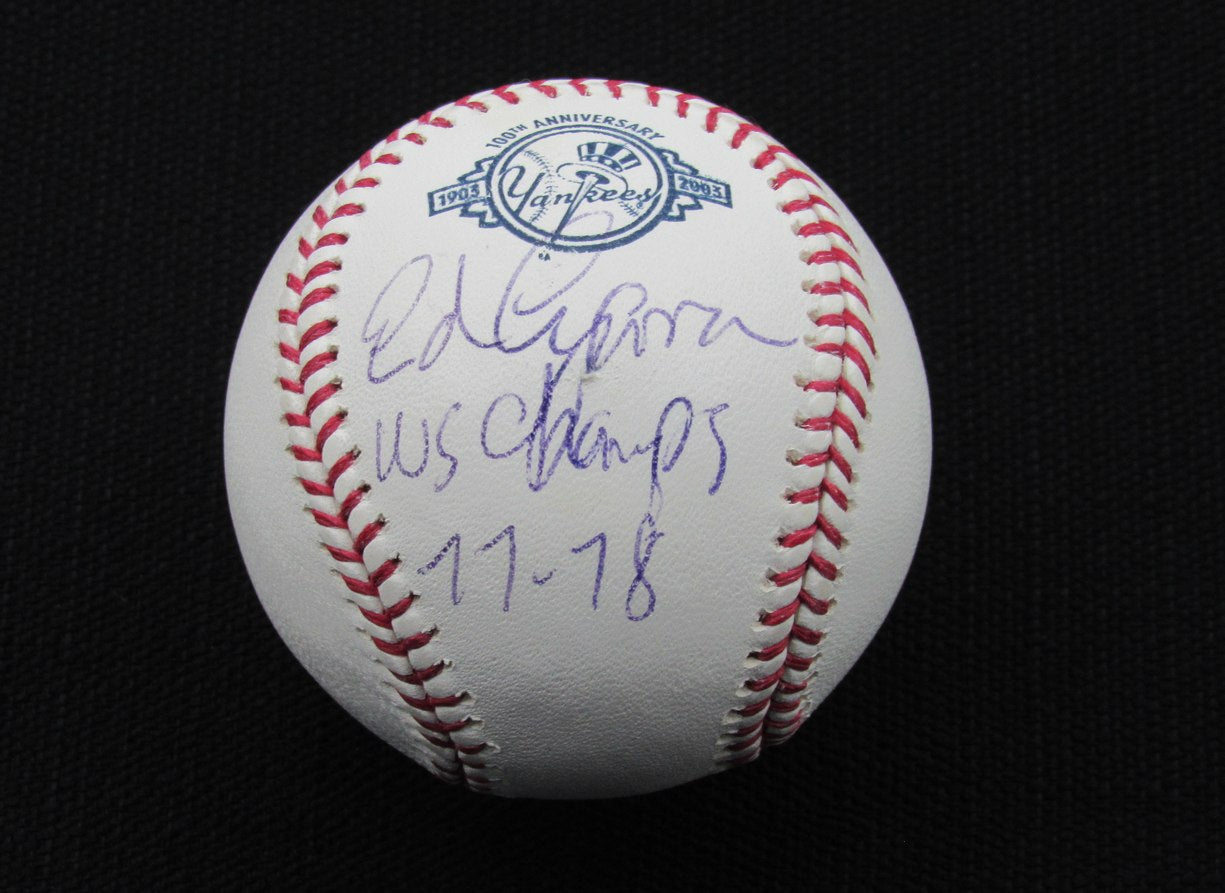 100TH ANNIVERSARY
1903 Yankees 2003
Ed
WS Champs
77-78